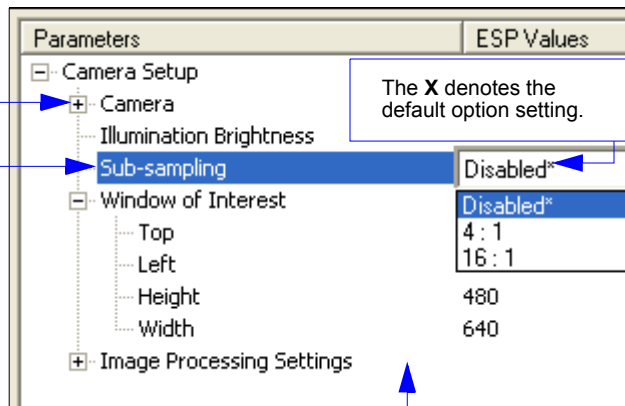 Parameters ESP Values
Camera Setup
The X denotes the
default option setting.
Camera
Illumination Brightness
Sub-sampling Disabled*
Window of Interest Disabled*
Top 4 : 1
Left 16 : 1
Height 480
Width 640
Image Processing Settings